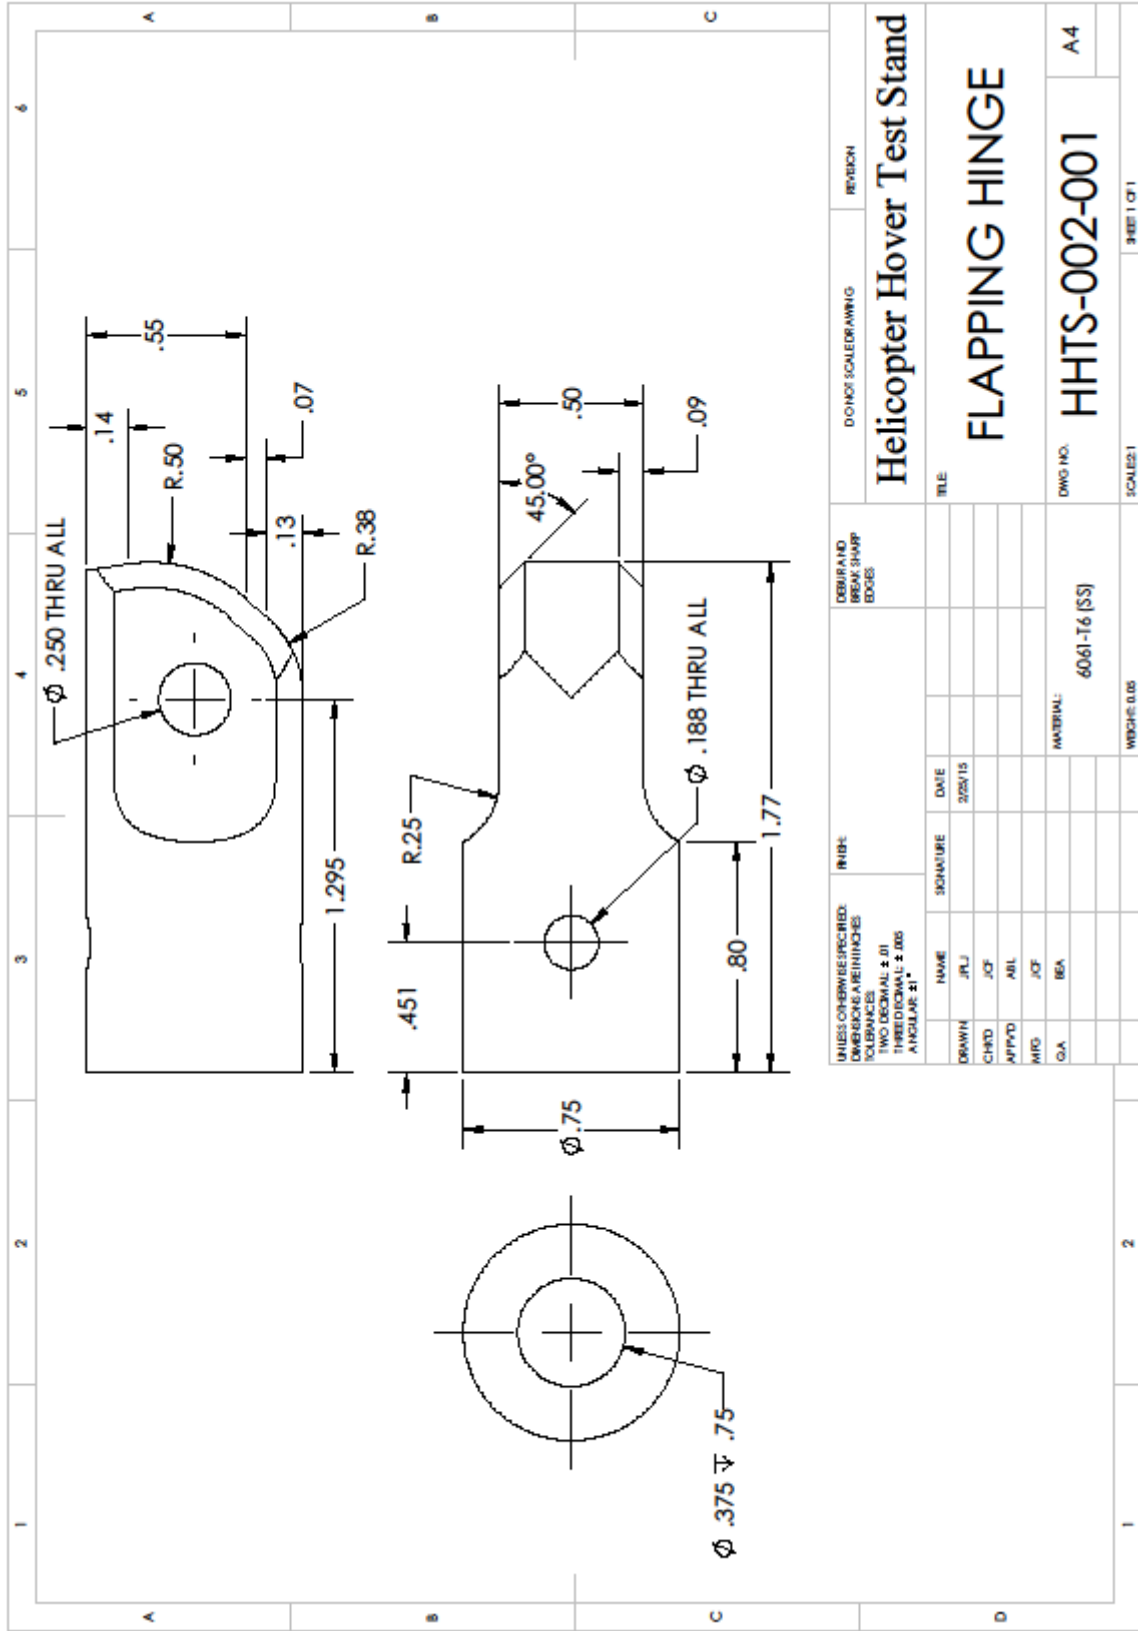 1
2
3
4
5
6
A
B
C
D
Ø .250 THRU ALL
.14
.55
R.50
.07
.13
R.38
1.295
R.25
.451
45.00°
.50
.09
Ø .188 THRU ALL
.80
1.77
Ø.75
Ø .375 ↧ .75
UNLESS OTHERWISE SPECIFIED:
DIMENSIONS ARE IN INCHES
TOLERANCES:
TWO DECIMAL: ± .01
THREE DECIMAL: ± .005
ANGULAR: ±1°
FINISH:
DEBUR AND
BREAK SHARP
EDGES
DO NOT SCALE DRAWING
REVISION
Helicopter Hover Test Stand
NAME SIGNATURE DATE
DRAWN JPLJ 2/25/15
CHK'D JCF
APPV'D ABL
MFG JCF
Q.A BEA
TITLE:
FLAPPING HINGE
MATERIAL:
6061-T6 (SS)
DWG NO.
HHTS-002-001
A4
WEIGHT: 0.05
SCALE:2:1
SHEET 1 OF 1
A
B
C
1
2